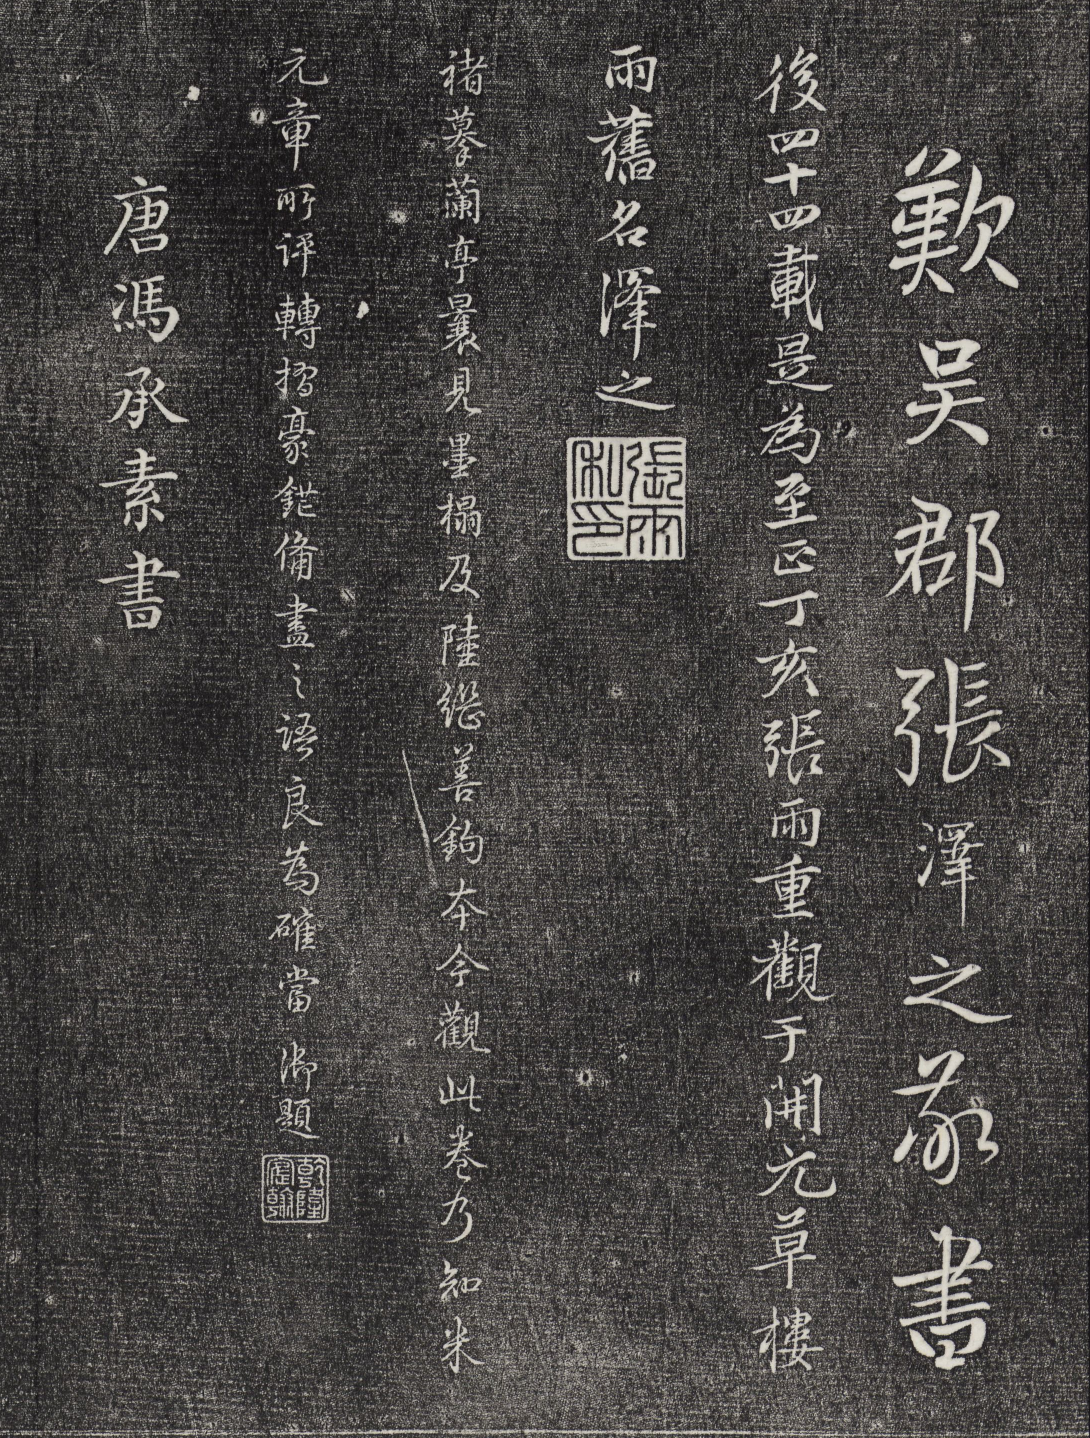 歎吴郡張澤之敬書
後四十四載是為至正丁亥張雨重觀于開元草樓
雨舊名澤之
張雨私印
褚摹蘭亭曩見墨榻及陸繼善鉤本今觀此卷乃知米
元章所評轉摺豪鋩備盡之語良為確當御題
乾隆宸翰
唐馮承素書